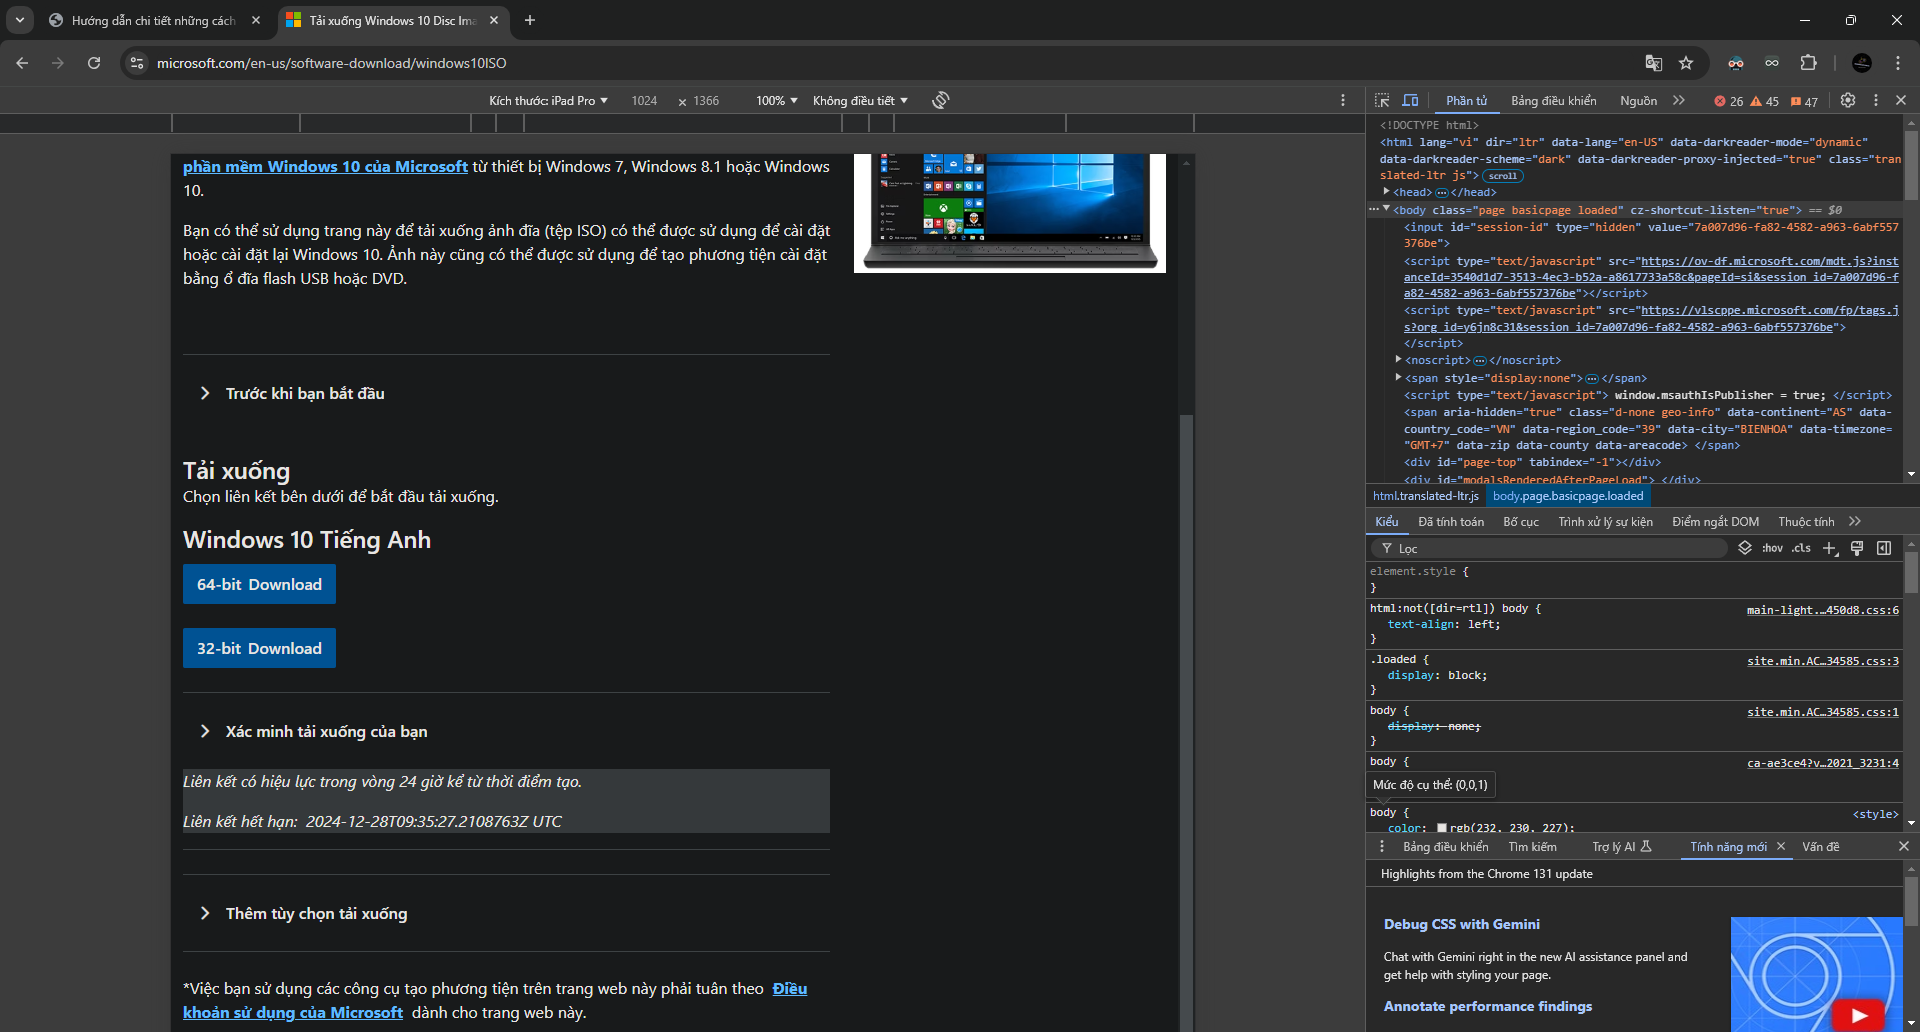 Hướng dẫn chi tiết những cách
Tải xuống Windows 10 Disc Ima
microsoft.com/en-us/software-download/windows10ISO
Kích thước: iPad Pro
1024
×
1366
100%
Không điều tiết
phần mềm Windows 10 của Microsoft từ thiết bị Windows 7, Windows 8.1 hoặc Windows
10.
Bạn có thể sử dụng trang này để tải xuống ảnh đĩa (tệp ISO) có thể được sử dụng để cài đặt
hoặc cài đặt lại Windows 10. Ảnh này cũng có thể được sử dụng để tạo phương tiện cài đặt
bằng ổ đĩa flash USB hoặc DVD.
Trước khi bạn bắt đầu
Tải xuống
Chọn liên kết bên dưới để bắt đầu tải xuống.
Windows 10 Tiếng Anh
64-bit Download
32-bit Download
Xác minh tải xuống của bạn
Liên kết có hiệu lực trong vòng 24 giờ kể từ thời điểm tạo.
Liên kết hết hạn: 2024-12-28T09:35:27.2108763Z UTC
Thêm tùy chọn tải xuống
*Việc bạn sử dụng các công cụ tạo phương tiện trên trang web này phải tuân theo Điều
khoản sử dụng của Microsoft dành cho trang web này.
Phần tử
Bảng điều khiển
Nguồn
26
45
47
<!DOCTYPE html>
<html lang="vi" dir="ltr" data-lang="en-US" data-darkreader-mode="dynamic"
data-darkreader-scheme="dark" data-darkreader-proxy-injected="true" class="tran
slated-ltr js"> scroll
<head> … </head>
<body class="page basicpage loaded" cz-shortcut-listen="true"> == $0
<input id="session-id" type="hidden" value="7a007d96-fa82-4582-a963-6abf557
376be">
<script type="text/javascript" src="https://ov-df.microsoft.com/mdt.js?inst
anceId=3540d1d7-3513-4ec3-b52a-a8617733a58c&pageId=si&session_id=7a007d96-f
a82-4582-a963-6abf557376be"></script>
<script type="text/javascript" src="https://vlscppe.microsoft.com/fp/tags.j
s?org_id=y6jn8c31&session_id=7a007d96-fa82-4582-a963-6abf557376be">
</script>
<noscript> … </noscript>
<span style="display:none"> … </span>
<script type="text/javascript"> window.msauthIsPublisher = true; </script>
<span aria-hidden="true" class="d-none geo-info" data-continent="AS" data-
country_code="VN" data-region_code="39" data-city="BIENHOA" data-timezone=
"GMT+7" data-zip data-county data-areacode> </span>
<div id="page-top" tabindex="-1"></div>
<div id="modalsRenderedAfterPageLoad"> </div>
html.translated-ltr.js
body.page.basicpage.loaded
Kiểu
Đã tính toán
Bố cục
Trình xử lý sự kiện
Điểm ngắt DOM
Thuộc tính
Lọc
:hov
.cls
element.style {
}
html:not([dir=rtl]) body {
main-light.…450d8.css:6
text-align: left;
}
.loaded {
site.min.AC…34585.css:3
display: block;
}
body {
site.min.AC…34585.css:1
display: none;
}
body {
ca-ae3ce4?v…2021_3231:4
Mức độ cụ thể: (0,0,1)
body {
<style>
color: rgb(232, 230, 227);
Bảng điều khiển
Tìm kiếm
Trợ lý AI
Tính năng mới
Vấn đề
Highlights from the Chrome 131 update
Debug CSS with Gemini
Chat with Gemini right in the new AI assistance panel and
get help with styling your page.
Annotate performance findings